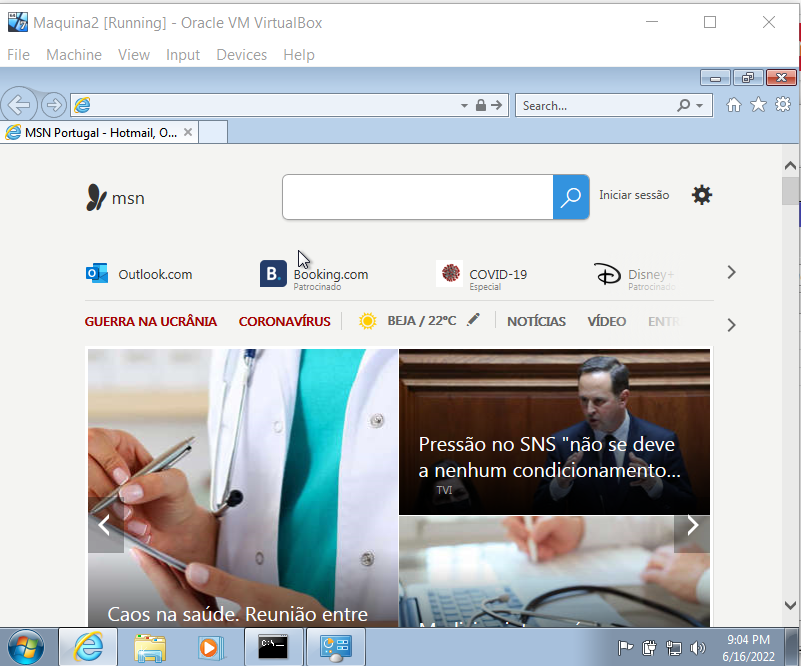 Maquina2 [Running] - Oracle VM VirtualBox
File Machine View Input Devices Help
Search...
MSN Portugal - Hotmail, O...
msn
Iniciar sessão
Outlook.com
B. Booking.com
Patrocinado
COVID-19
Especial
Disney+
Patrocinado
GUERRA NA UCRÂNIA CORONAVÍRUS BEJA / 22°C NOTÍCIAS VÍDEO ENTR
Pressão no SNS "não se deve
a nenhum condicionamento...
TVI
Caos na saúde. Reunião entre
C:\_
9:04 PM
6/16/2022